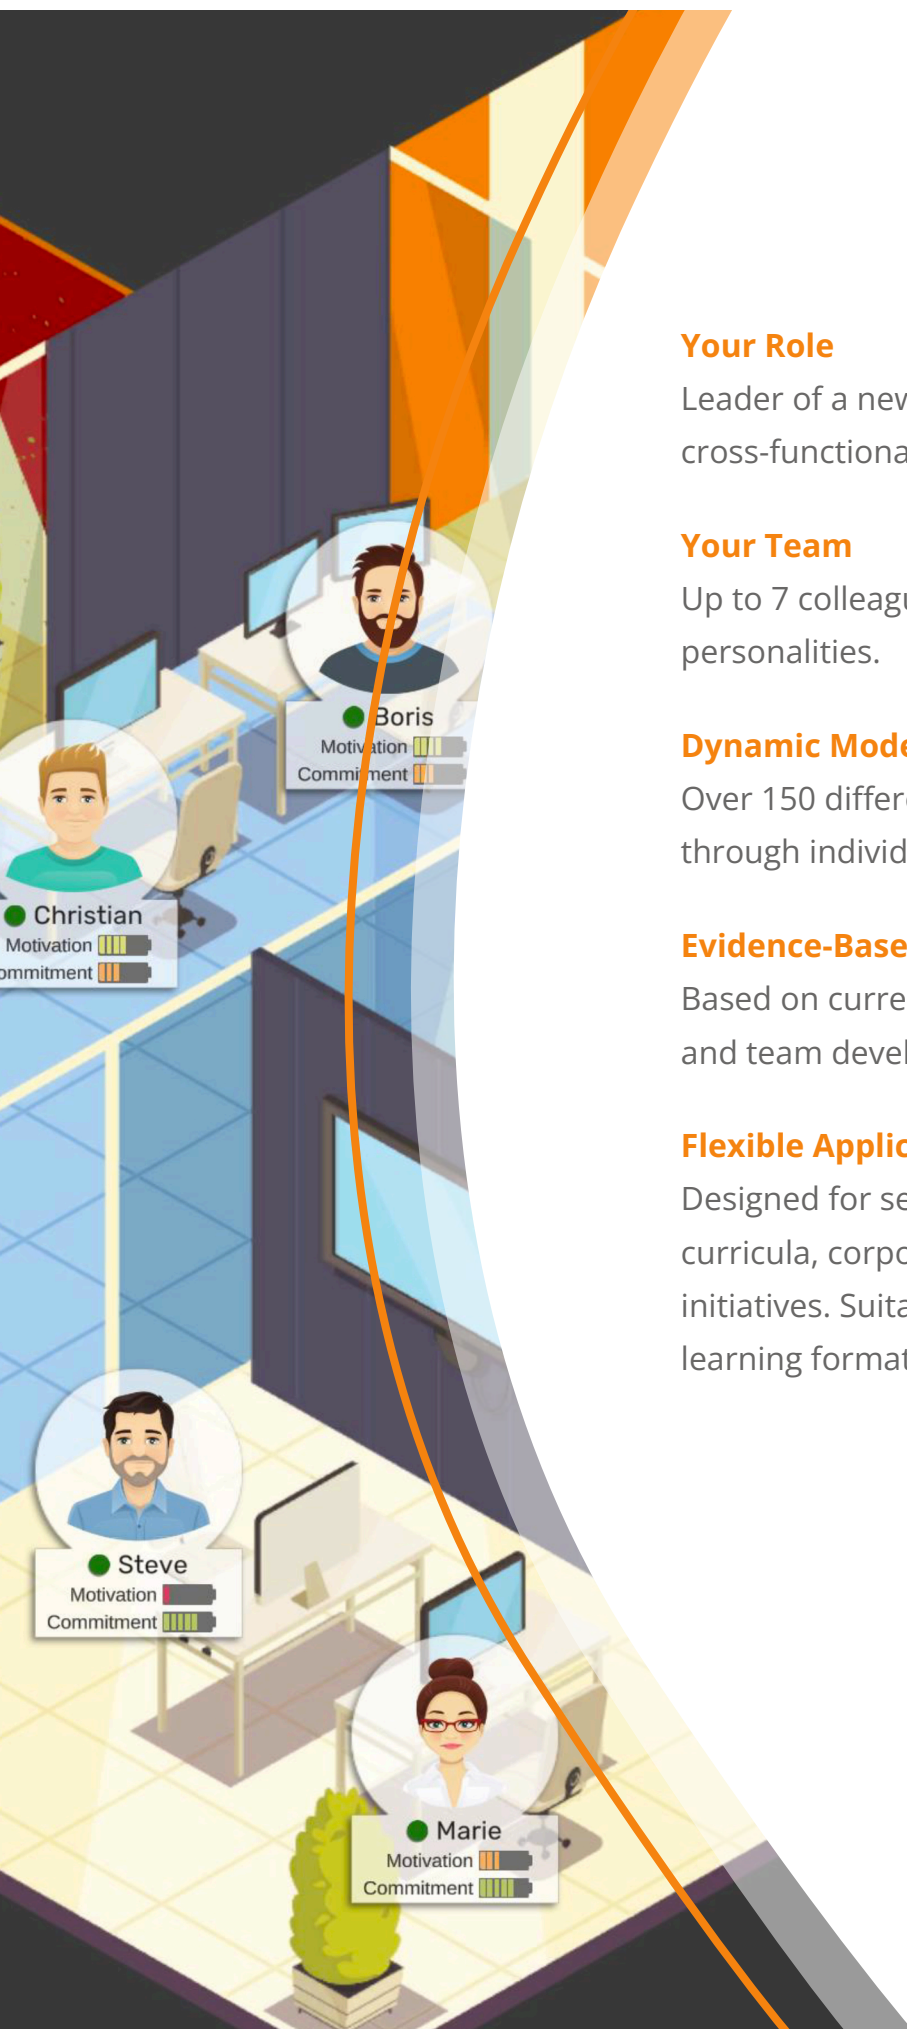 Your Role
Leader of a new
cross-functiona
Your Team
Up to 7 colleagu
personalities.
Dynamic Mode
Over 150 differe
through individ
Evidence-Base
Based on curre
and team devel
Flexible Applic
Designed for se
curricula, corpo
initiatives. Suita
learning format
Boris
Motivation
Commitment
Christian
Motivation
ommitment
Steve
Motivation
Commitment
Marie
Motivation
Commitment